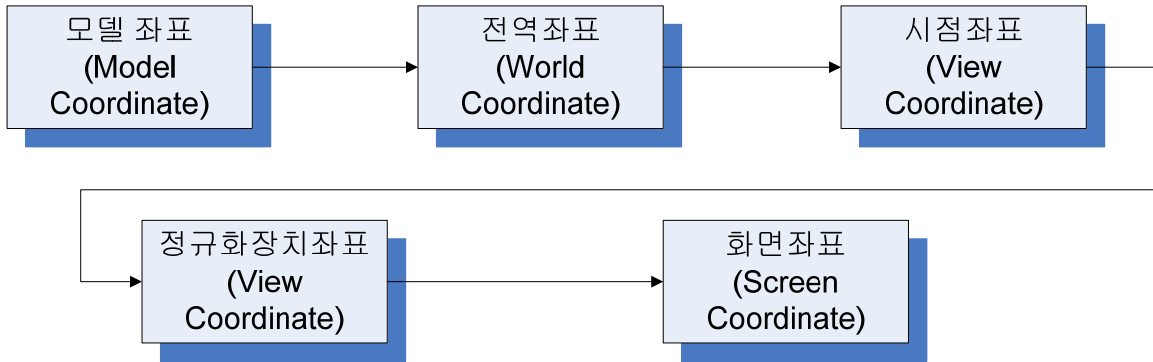 모델 좌표
(Model
Coordinate)
전역좌표
(World
Coordinate)
시점좌표
(View
Coordinate)
정규화장치좌표
(View
Coordinate)
화면좌표
(Screen
Coordinate)